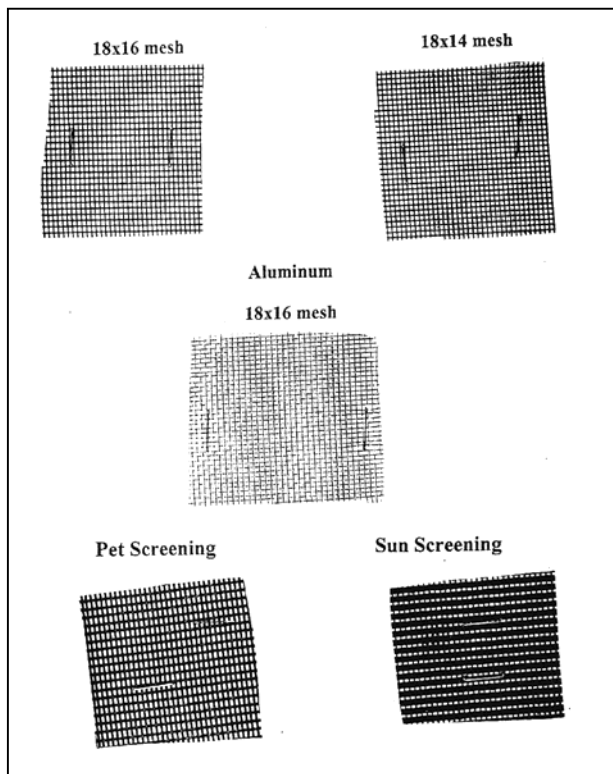 18x16 mesh
18x14 mesh
Aluminum
18x16 mesh
Pet Screening
Sun Screening